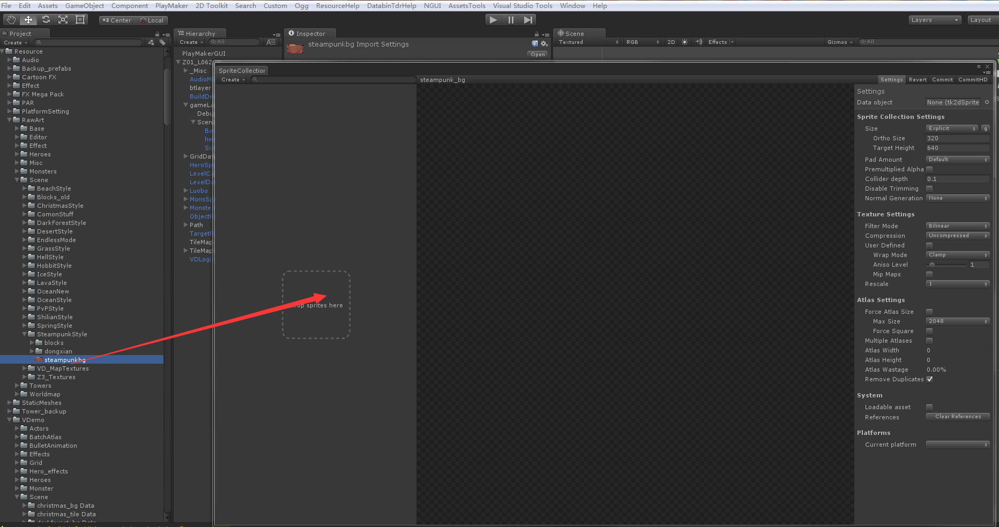 File Edit Assets GameObject Component PlayMaker 2D Toolkit Search Custom Ogg ResourceHelp DatabinTdrHelp NGUI AssetsTools Visual Studio Tools Window Help
Center Local Layers Layout
Project
Create
Resource
Audio
Backup_prefabs
Cartoon FX
Effect
FX Mega Pack
PAR
PlatformSetting
RawArt
Base
Editor
Effect
Heroes
Misc
Monsters
Scene
BeachStyle
Blocks_old
ChristmasStyle
ComonStuff
DarkForestStyle
DesertStyle
EndlessMode
GrassStyle
HellStyle
HobbitStyle
IceStyle
LavaStyle
OceanNew
OceanStyle
PvPStyle
ShilianStyle
SpringStyle
SteampunkStyle
blocks
dongxian
steampunkbg
VD_MapTextures
Z3_Textures
Towers
Worldmap
StaticMeshes
Tower_backup
VDemo
Actors
BatchAtlas
BulletAnimation
Effects
Grid
Hero_effects
Heroes
Monster
Scene
christmas_bg Data
christmas_tile Data
Hierarchy
Create All
PlayMakerGUI
Z01_L062
_Misc
AudioM
btlayer
BuildDe
gameLa
Debu
Scen
Ba
he
Sc
GridDa
HeroSp
LevelC
LevelDa
Luobo
MonsSp
Monste
ObjectP
Path
TargetP
TileMap
TileMap
VDLogi
Inspector
steampunkbg Import Settings
Open
Scene
Textured RGB 2D Effects Gizmos All
SpriteCollection
Create
steampunk_bg
Settings Revert Commit CommitHD
sprites here
Settings
Data object None (tk2dSprite
Sprite Collection Settings
Size Explicit g
Ortho Size 320
Target Height 640
Pad Amount Default
Premultiplied Alpha
Collider depth 0.1
Disable Trimming
Normal Generation None
Texture Settings
Filter Mode Bilinear
Compression Uncompressed
User Defined
Wrap Mode Clamp
Aniso Level 1
Mip Maps
Rescale 1
Atlas Settings
Force Atlas Size
Max Size 2048
Force Square
Multiple Atlases
Atlas Width 0
Atlas Height 0
Atlas Wastage 0.00%
Remove Duplicates
System
Loadable asset
References Clear References
Platforms
Current platform